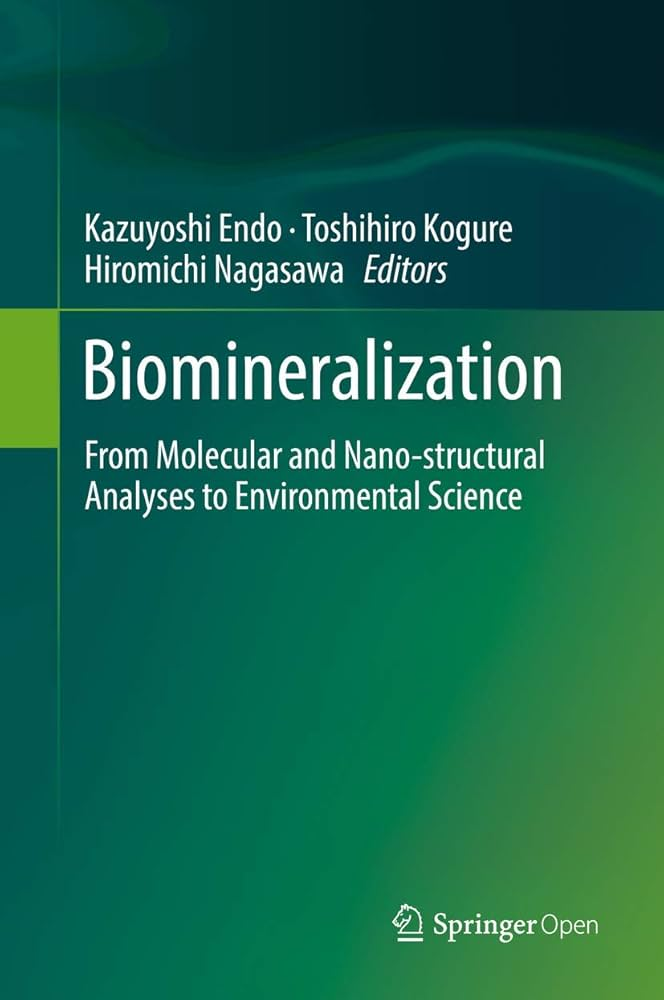 Kazuyoshi Endo · Toshihiro Kogure
Hiromichi Nagasawa Editors
Biomineralization
From Molecular and Nano-structural
Analyses to Environmental Science
Springer Open